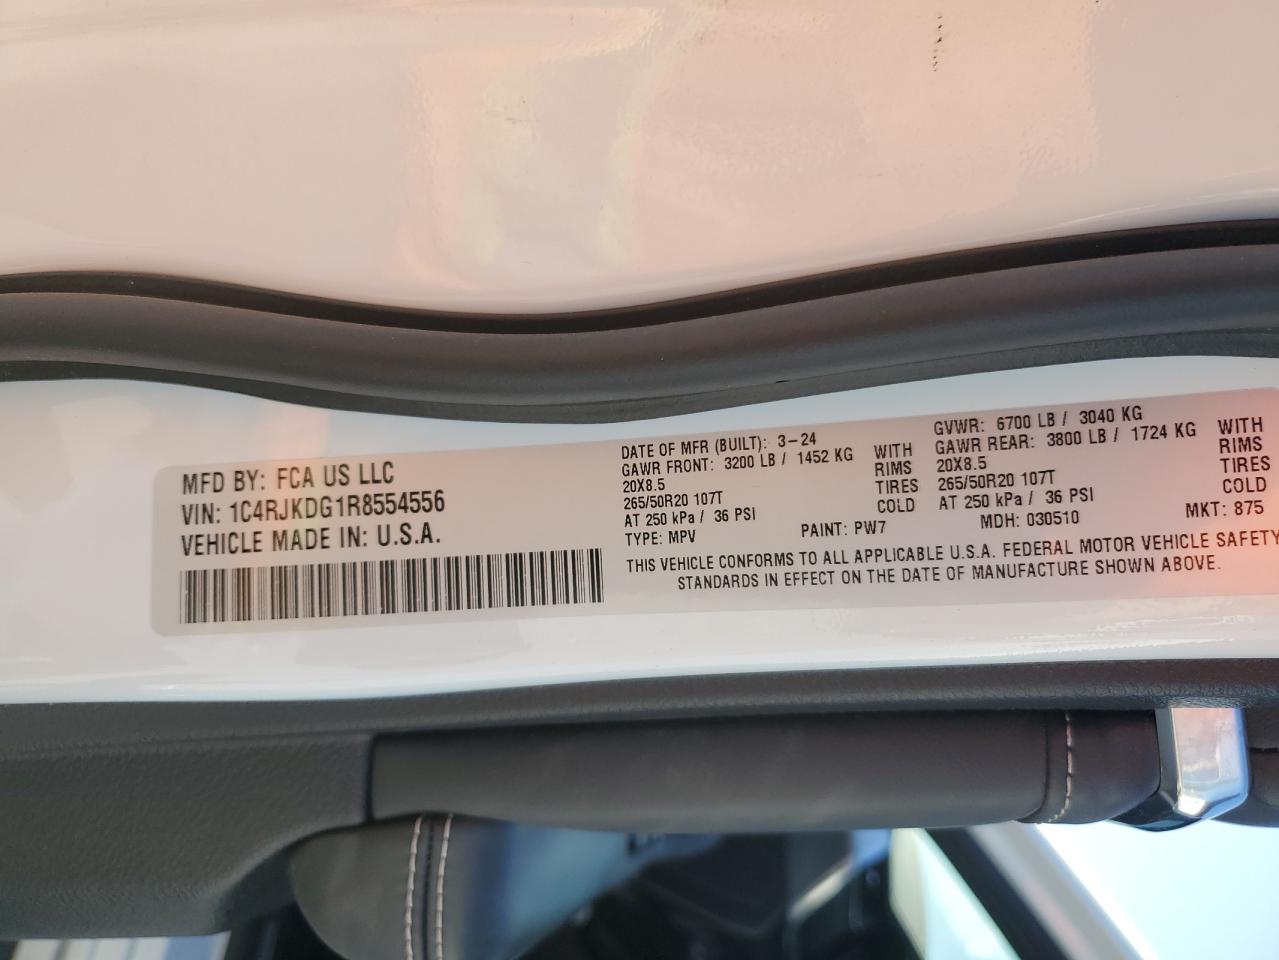 MFD BY: FCA US LLC
VIN: 1C4RJKDG1R8554556
VEHICLE MADE IN: U.S.A.
DATE OF MFR (BUILT): 3-24
GAWR FRONT: 3200 LB / 1452 KG WITH
20X8.5 RIMS
265/50R20 107T TIRES
AT 250 kPa / 36 PSI COLD
TYPE: MPV PAINT: PW7
GVWR: 6700 LB / 3040 KG
GAWR REAR: 3800 LB / 1724 KG WITH
20X8.5 RIMS
265/50R20 107T TIRES
AT 250 kPa / 36 PSI COLD
MDH: 030510 MKT: 875
THIS VEHICLE CONFORMS TO ALL APPLICABLE U.S.A. FEDERAL MOTOR VEHICLE SAFETY
STANDARDS IN EFFECT ON THE DATE OF MANUFACTURE SHOWN ABOVE.